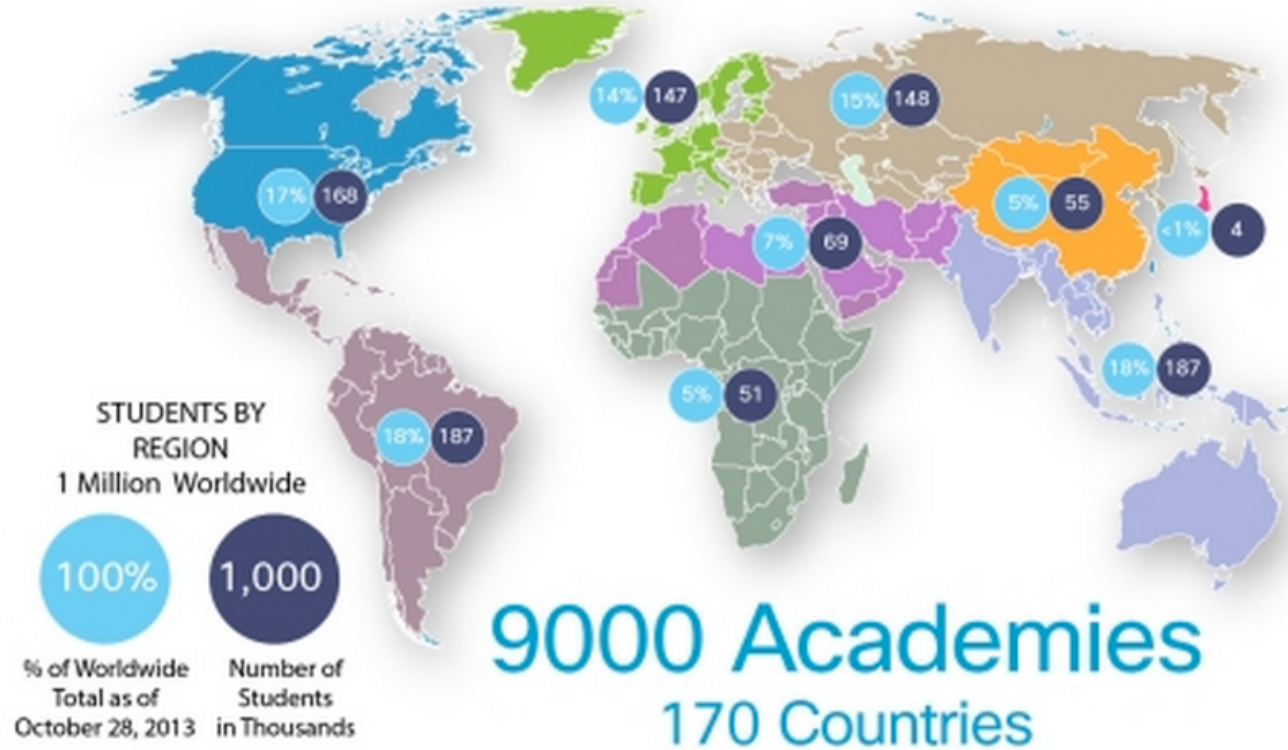 14% 147
15% 148
17% 168
5% 55
<1% 4
7% 69
18% 187
5% 51
18% 187
STUDENTS BY
REGION
1 Million Worldwide
100%
1,000
% of Worldwide
Total as of
October 28, 2013
Number of
Students
in Thousands
9000 Academies
170 Countries